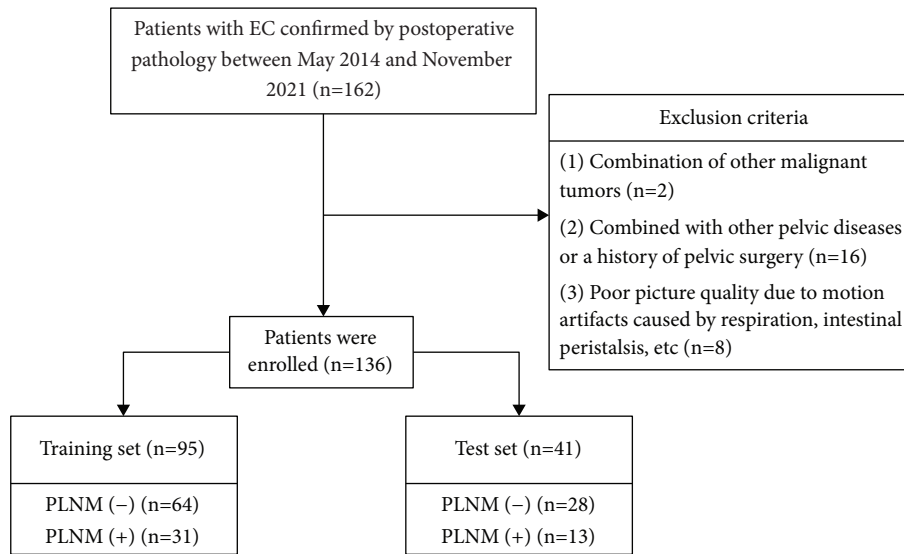 Patients with EC confirmed by postoperative
pathology between May 2014 and November
2021 (n=162)
Exclusion criteria
(1) Combination of other malignant
tumors (n=2)
(2) Combined with other pelvic diseases
or a history of pelvic surgery (n=16)
(3) Poor picture quality due to motion
artifacts caused by respiration, intestinal
peristalsis, etc (n=8)
Patients were
enrolled (n=136)
Training set (n=95)
PLNM (−) (n=64)
PLNM (+) (n=31)
Test set (n=41)
PLNM (−) (n=28)
PLNM (+) (n=13)